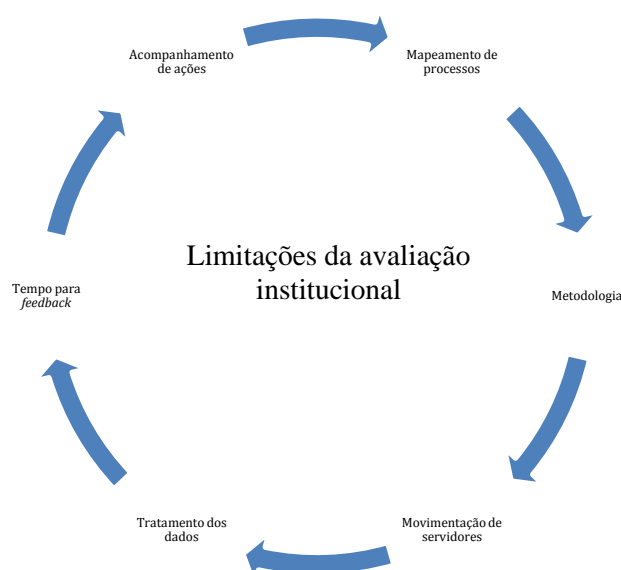 Acompanhamento
de ações
Mapeamento de
processos
Limitações da avaliação
institucional
Tempo para
feedback
Metodologia
Tratamento dos
dados
Movimentação de
servidores